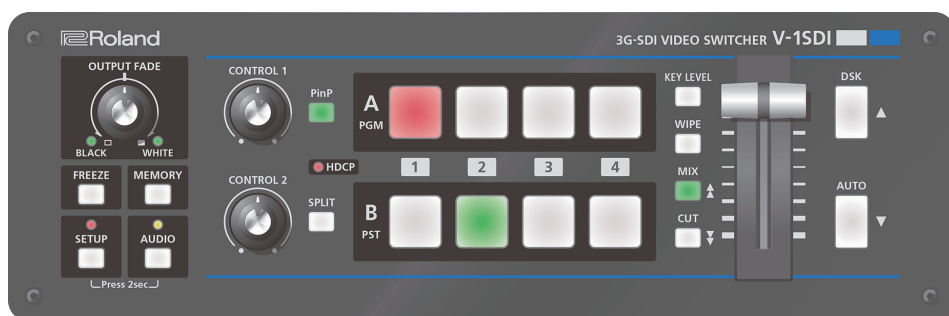 Roland
3G-SDI VIDEO SWITCHER V-1SDI
OUTPUT FADE
BLACK
WHITE
FREEZE
MEMORY
SETUP
AUDIO
Press 2sec
CONTROL 1
PinP
HDCP
CONTROL 2
SPLIT
A
PGM
1
2
3
4
B
PST
KEY LEVEL
WIPE
MIX
CUT
DSK
▲
AUTO
▼